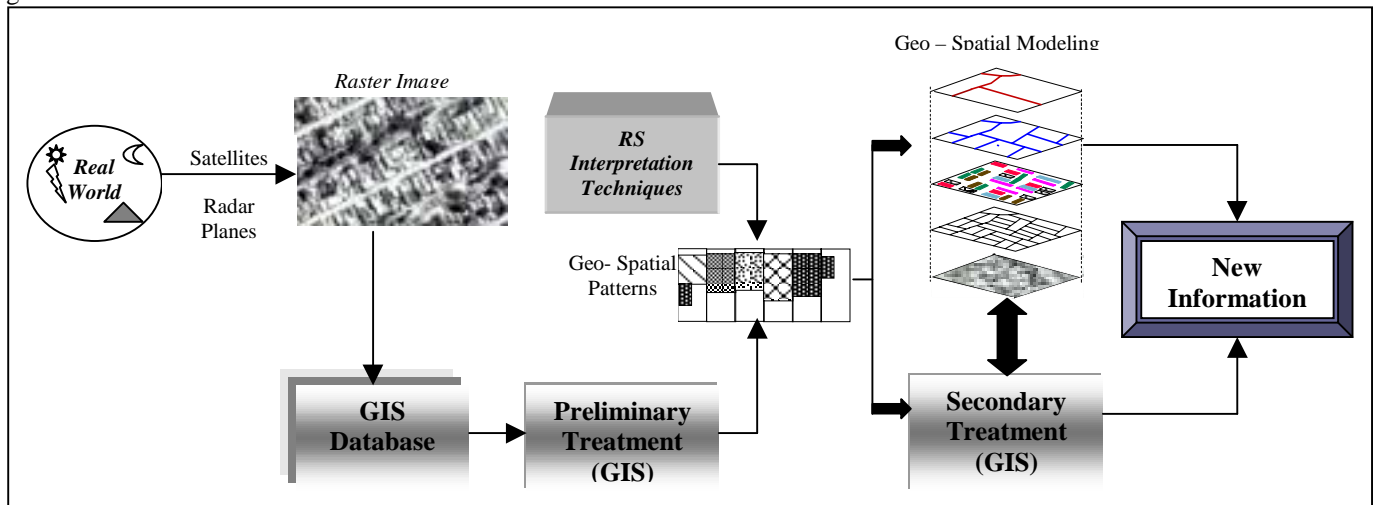 Geo – Spatial Modeling
Raster Image
Real
World
Satellites
Radar
Planes
RS
Interpretation
Techniques
Geo- Spatial
Patterns
New
Information
GIS
Database
Preliminary
Treatment
(GIS)
Secondary
Treatment
(GIS)